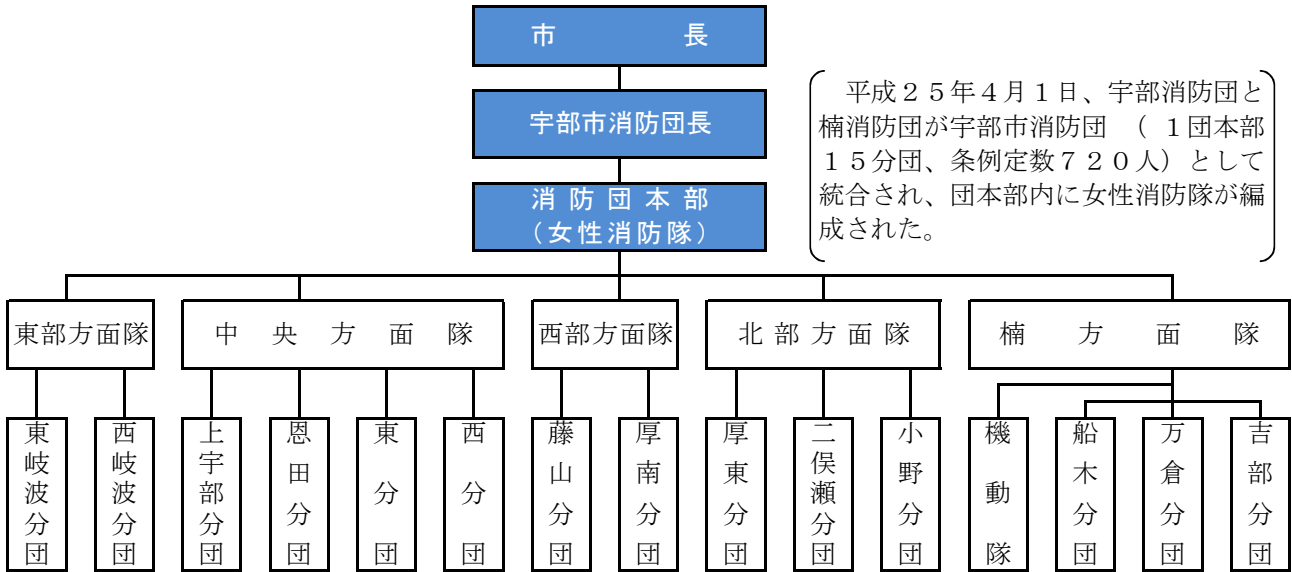 市　　　　長
宇部市消防団長
消防団本部
（女性消防隊）
平成２５年４月１日、宇部消防団と
楠消防団が宇部市消防団　（１団本部
１５分団、条例定数７２０人）として
統合され、団本部内に女性消防隊が編
成された。
東部方面隊
中央方面隊
西部方面隊
北部方面隊
楠方面隊
東岐波分団
西岐波分団
上宇部分団
恩田分団
東分団
西分団
藤山分団
厚南分団
厚東分団
二俣瀬分団
小野分団
機動隊
船木分団
万倉分団
吉部分団